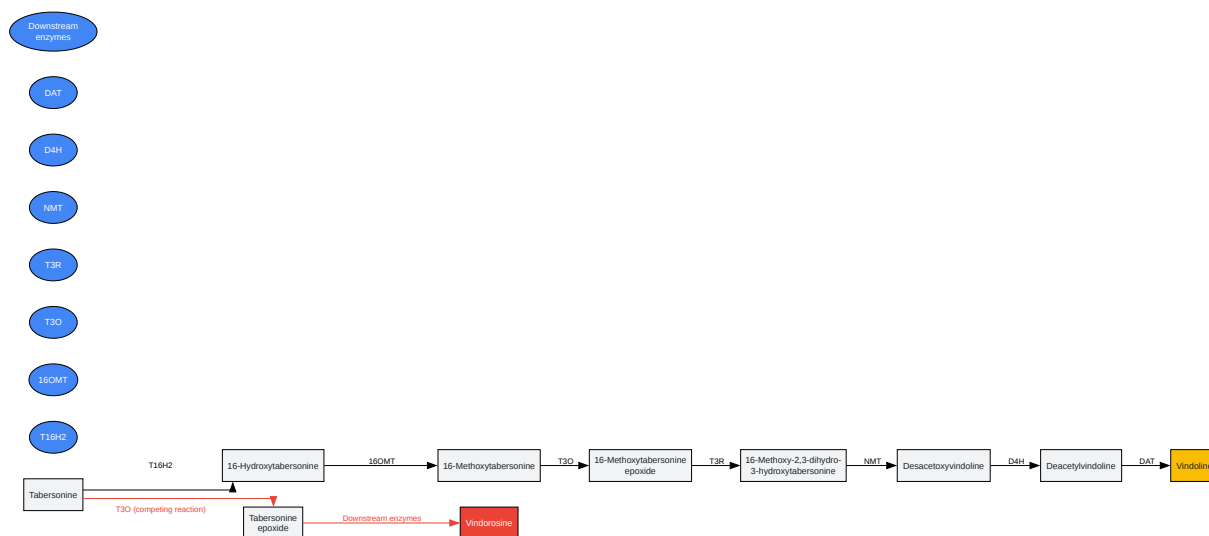 Downstream
enzymes
DAT
D4H
NMT
T3R
T3O
16OMT
T16H2
T16H2
16-Hydroxytabersonine
16OMT
16-Methoxytabersonine
T3O
16-Methoxytabersonine
epoxide
T3R
16-Methoxy-2,3-dihydro-
3-hydroxytabersonine
NMT
Desacetoxyvindoline
D4H
Deacetylvindoline
DAT
Vindolin
Tabersonine
T3O (competing reaction)
Tabersonine
epoxide
Downstream enzymes
Vindorosine